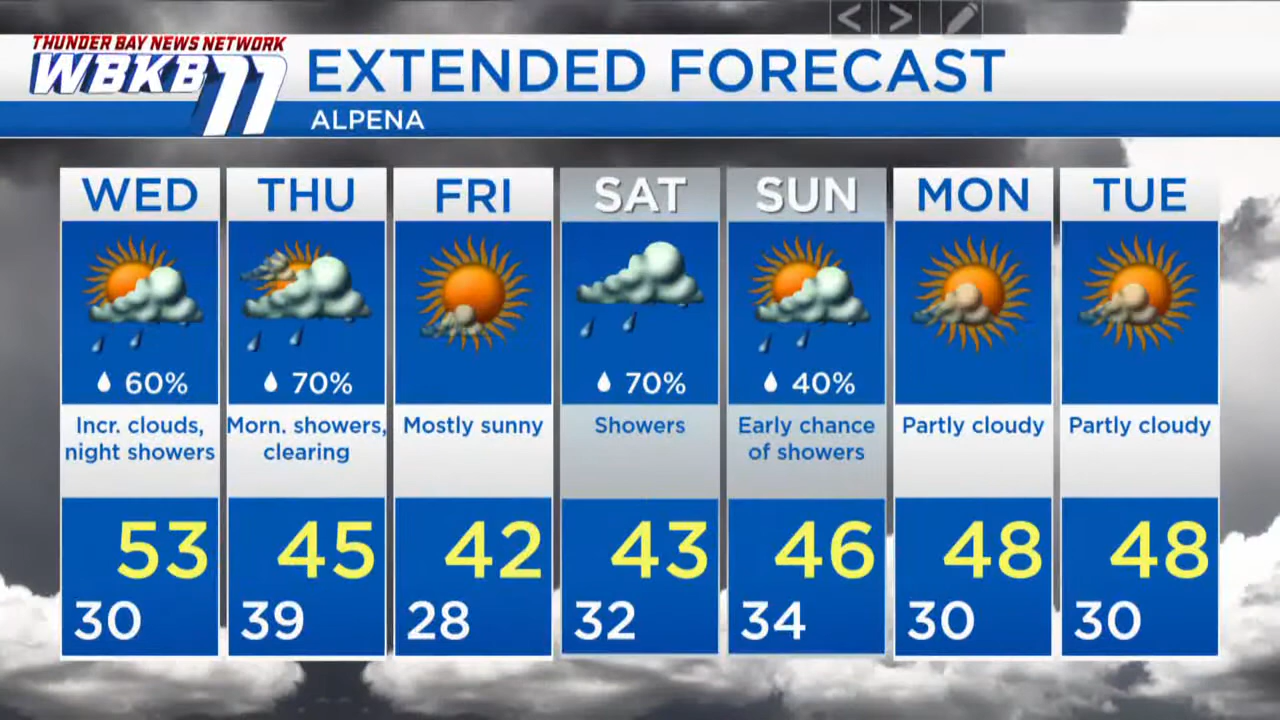 THUNDER BAY NEWS NETWORK
WBKB 11
EXTENDED FORECAST
ALPENA
WED THU FRI SAT SUN MON TUE
60% 70% 70% 40%
Incr. clouds, Morn. showers, Mostly sunny Showers Early chance Partly cloudy Partly cloudy
night showers clearing of showers
53 45 42 43 46 48 48
30 39 28 32 34 30 30